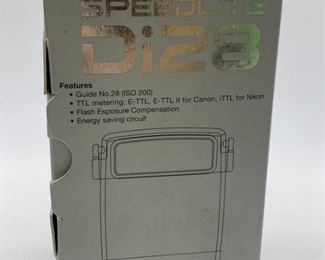 SPEEDLITE
Di28
Features
• Guide No.28 (ISO 200)
• TTL metering: E-TTL, E-TTL II for Canon, iTTL for Nikon
• Flash Exposure Compensation
• Energy saving circuit